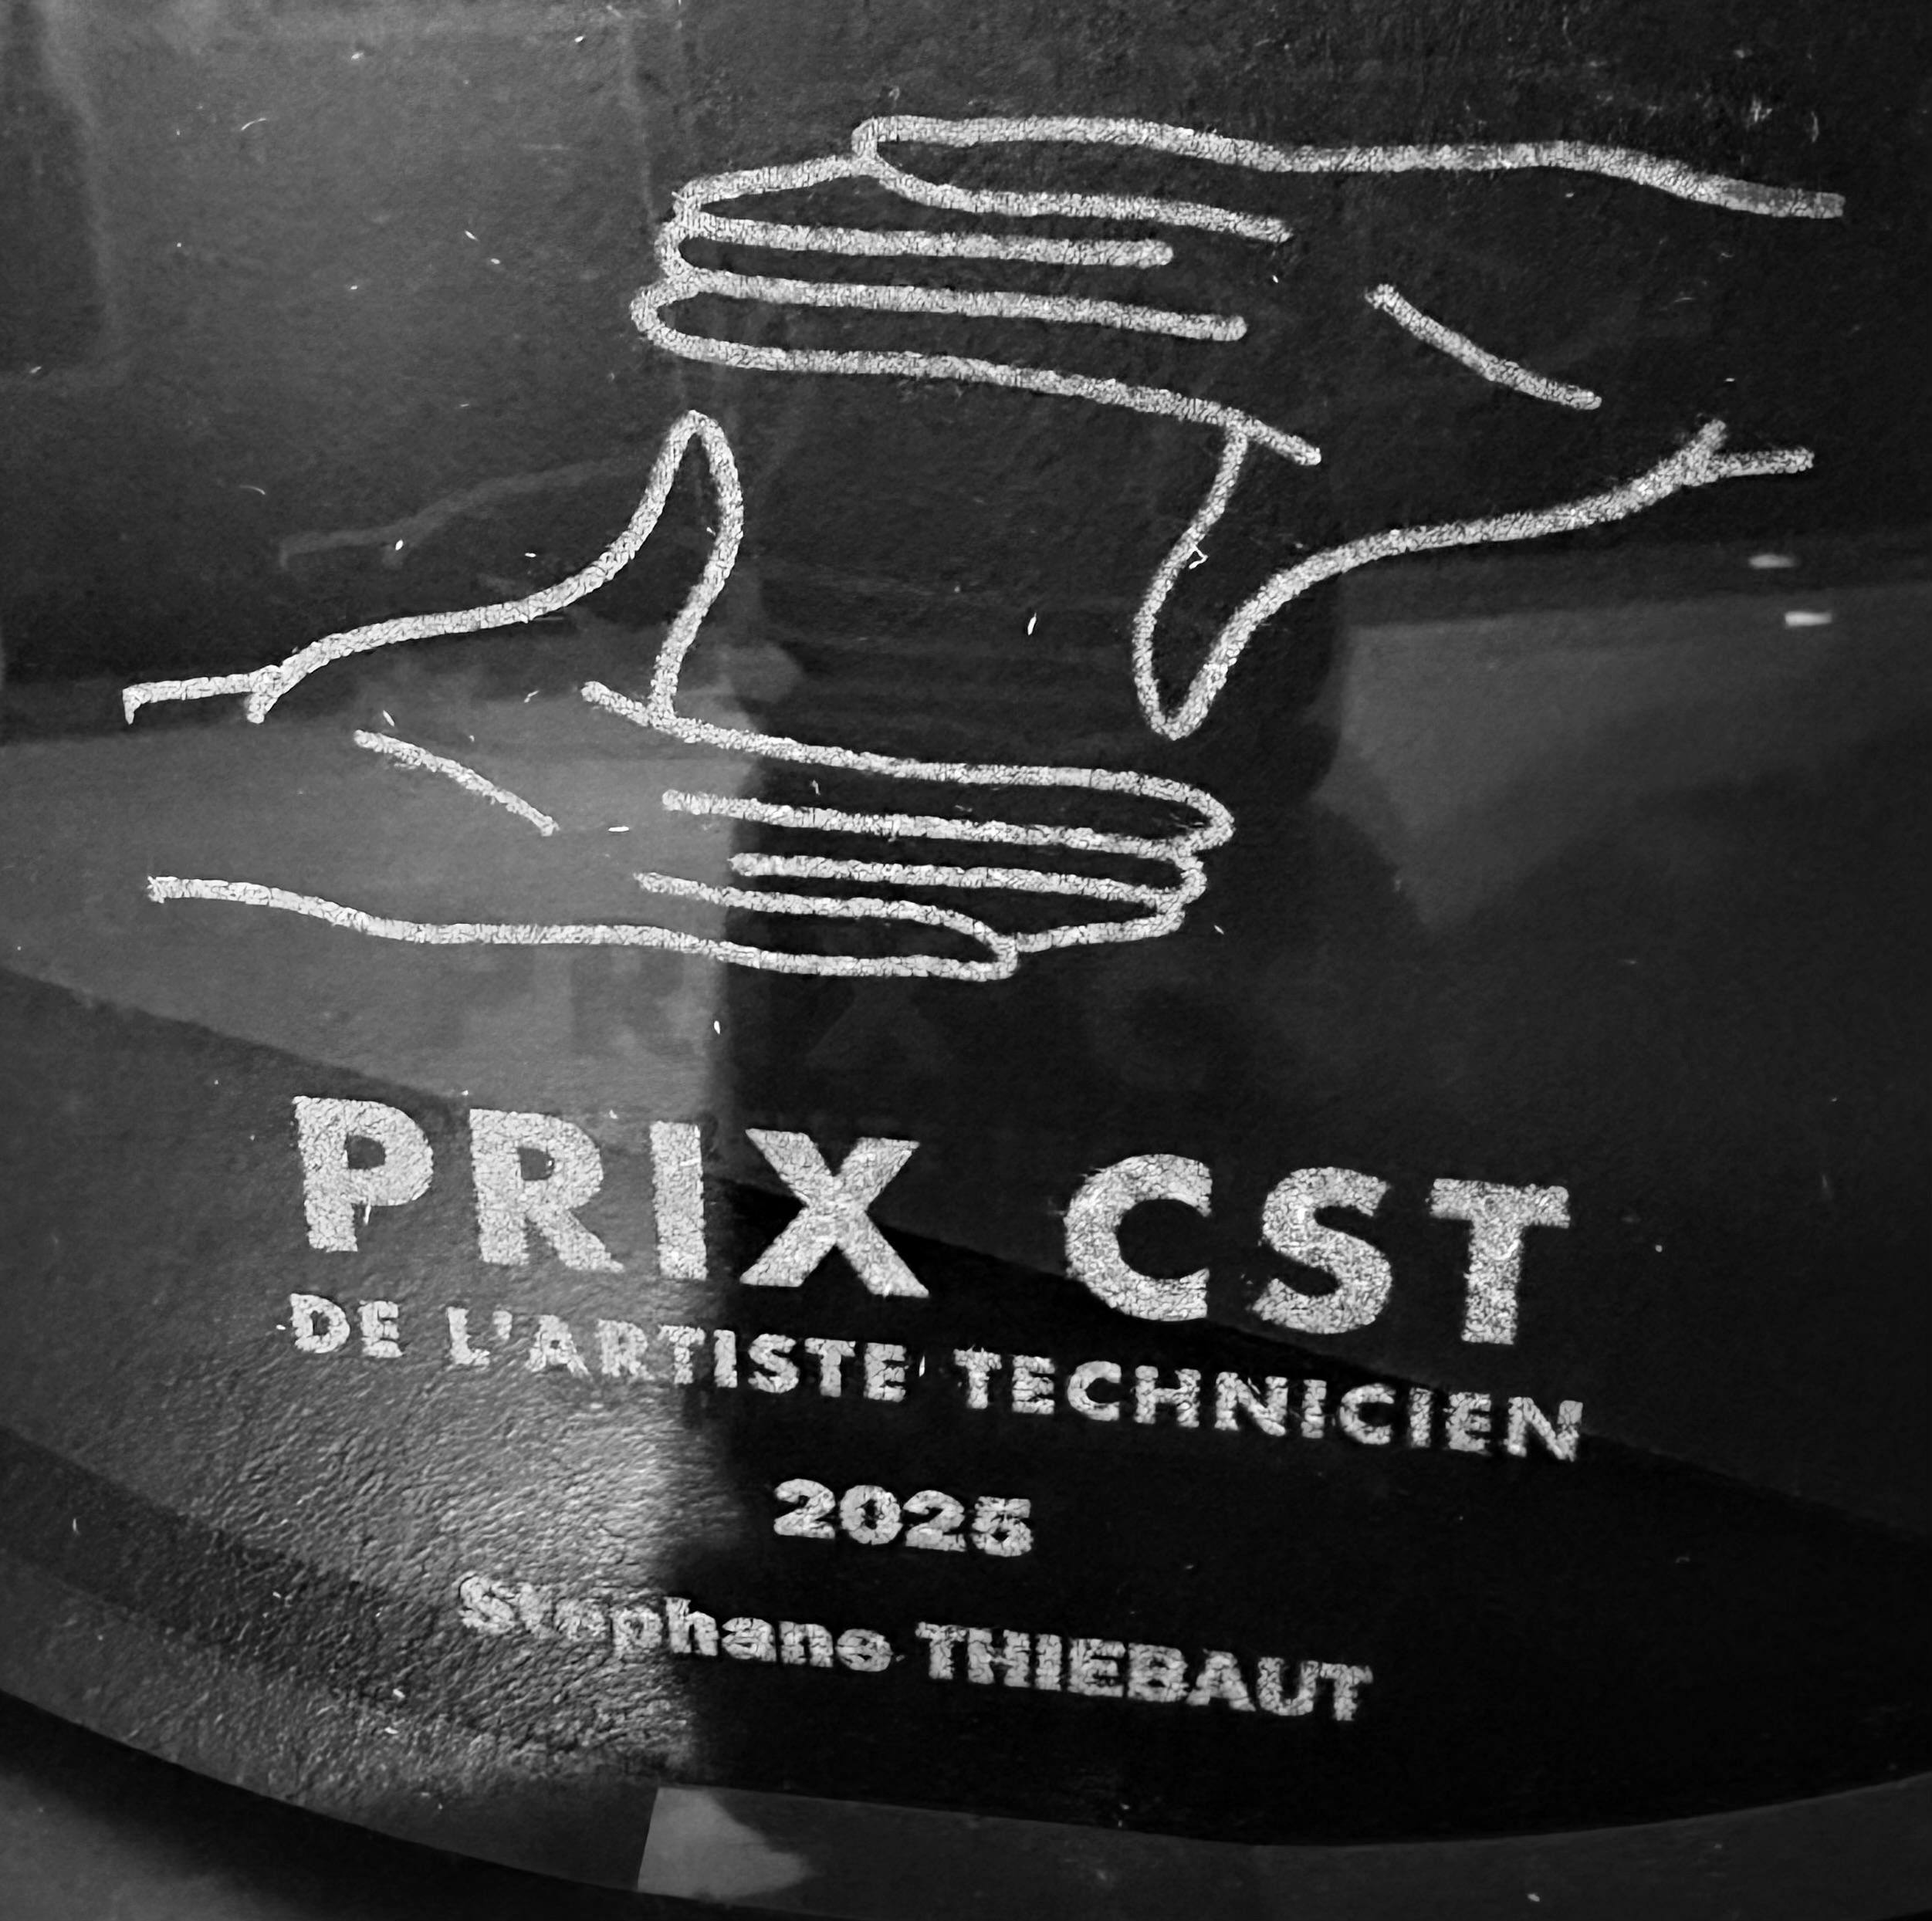 PRIX CST
DE L'ARTISTE TECHNICIEN
2025
Stephane THIEBAUT